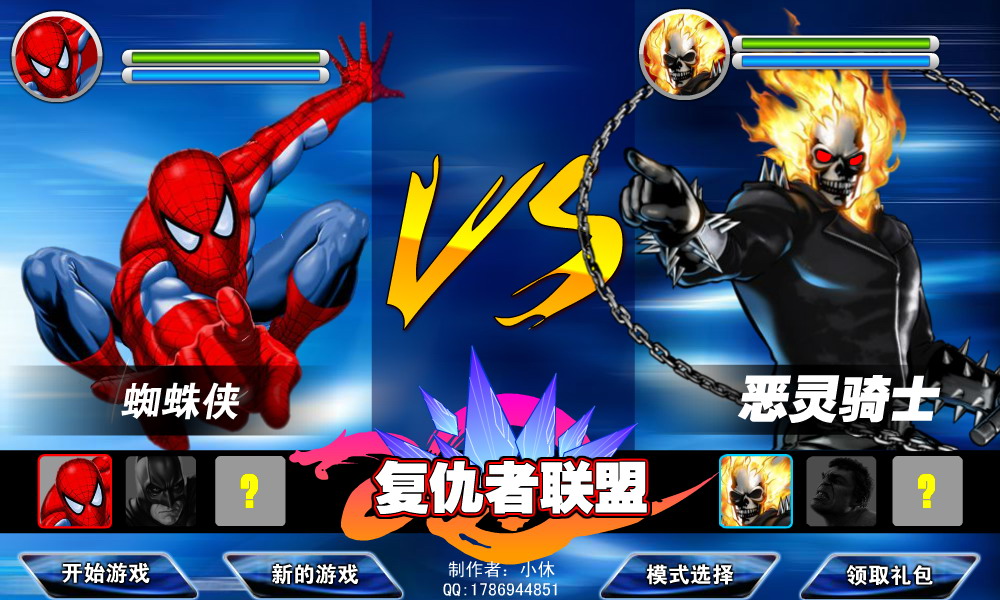 VS
蜘蛛侠
恶灵骑士
?
复仇者联盟
?
开始游戏
新的游戏
制作者：小休
QQ:1786944851
模式选择
领取礼包